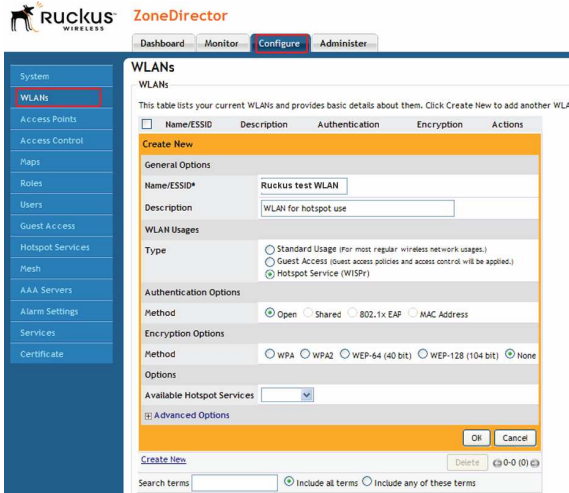 Ruckus
WIRELESS
ZoneDirector
Dashboard Monitor Configure Administer
System
WLANs
Access Points
Access Control
Maps
Roles
Users
Guest Access
Hotspot Services
Mesh
AAA Servers
Alarm Settings
Services
Certificate
WLANs
WLANs
This table lists your current WLANs and provides basic details about them. Click Create New to add another WLA
Name/ESSID Description Authentication Encryption Actions
Create New
General Options
Name/ESSID* Ruckus test WLAN
Description WLAN for hotspot use
WLAN Usages
Type Standard Usage (For most regular wireless network usages.)
Guest Access (Guest access policies and access control will be applied.)
Hotspot Service (WISPr)
Authentication Options
Method Open Shared 802.1x EAP MAC Address
Encryption Options
Method WPA WPA2 WEP-64 (40 bit) WEP-128 (104 bit) None
Options
Available Hotspot Services
Advanced Options
OK Cancel
Create New Delete 0-0 (0)
Search terms Include all terms Include any of these terms